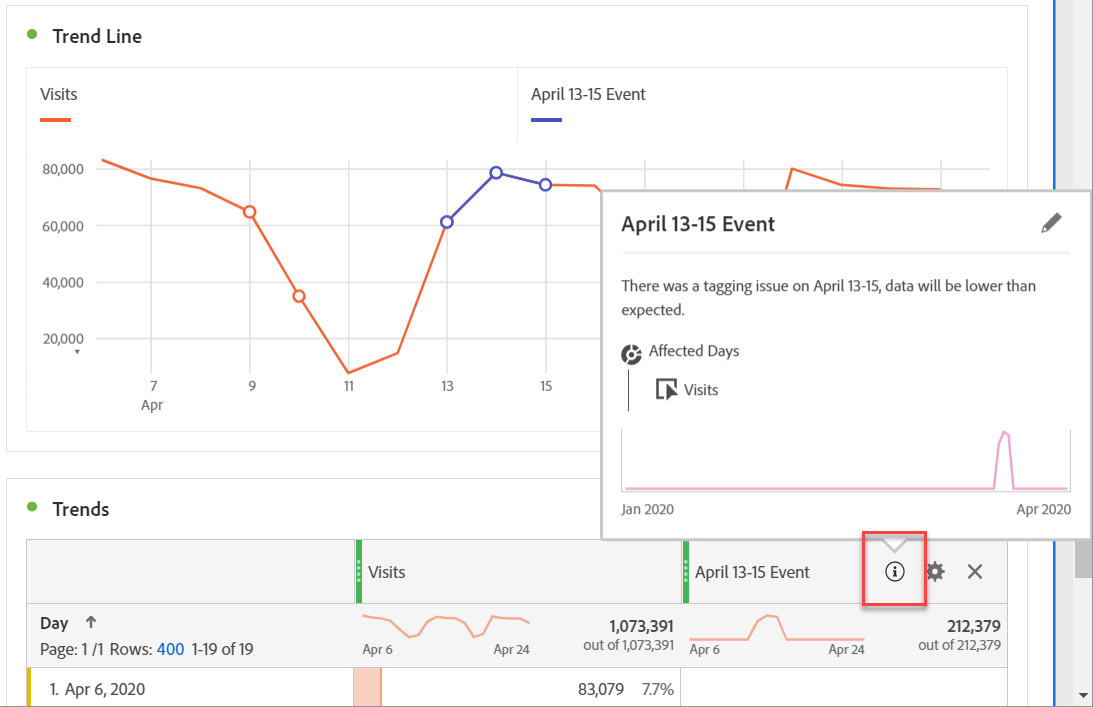 Trend Line
Visits
April 13-15 Event
80,000
60,000
40,000
20,000
7
9
11
13
15
Apr
April 13-15 Event
There was a tagging issue on April 13-15, data will be lower than
expected.
Affected Days
Visits
Jan 2020
Apr 2020
Trends
Visits
April 13-15 Event
Day
Page: 1 /1 Rows: 400 1-19 of 19
Apr 6
Apr 24
1,073,391
out of 1,073,391
Apr 6
Apr 24
212,379
out of 212,379
1. Apr 6, 2020
83,079
7.7%